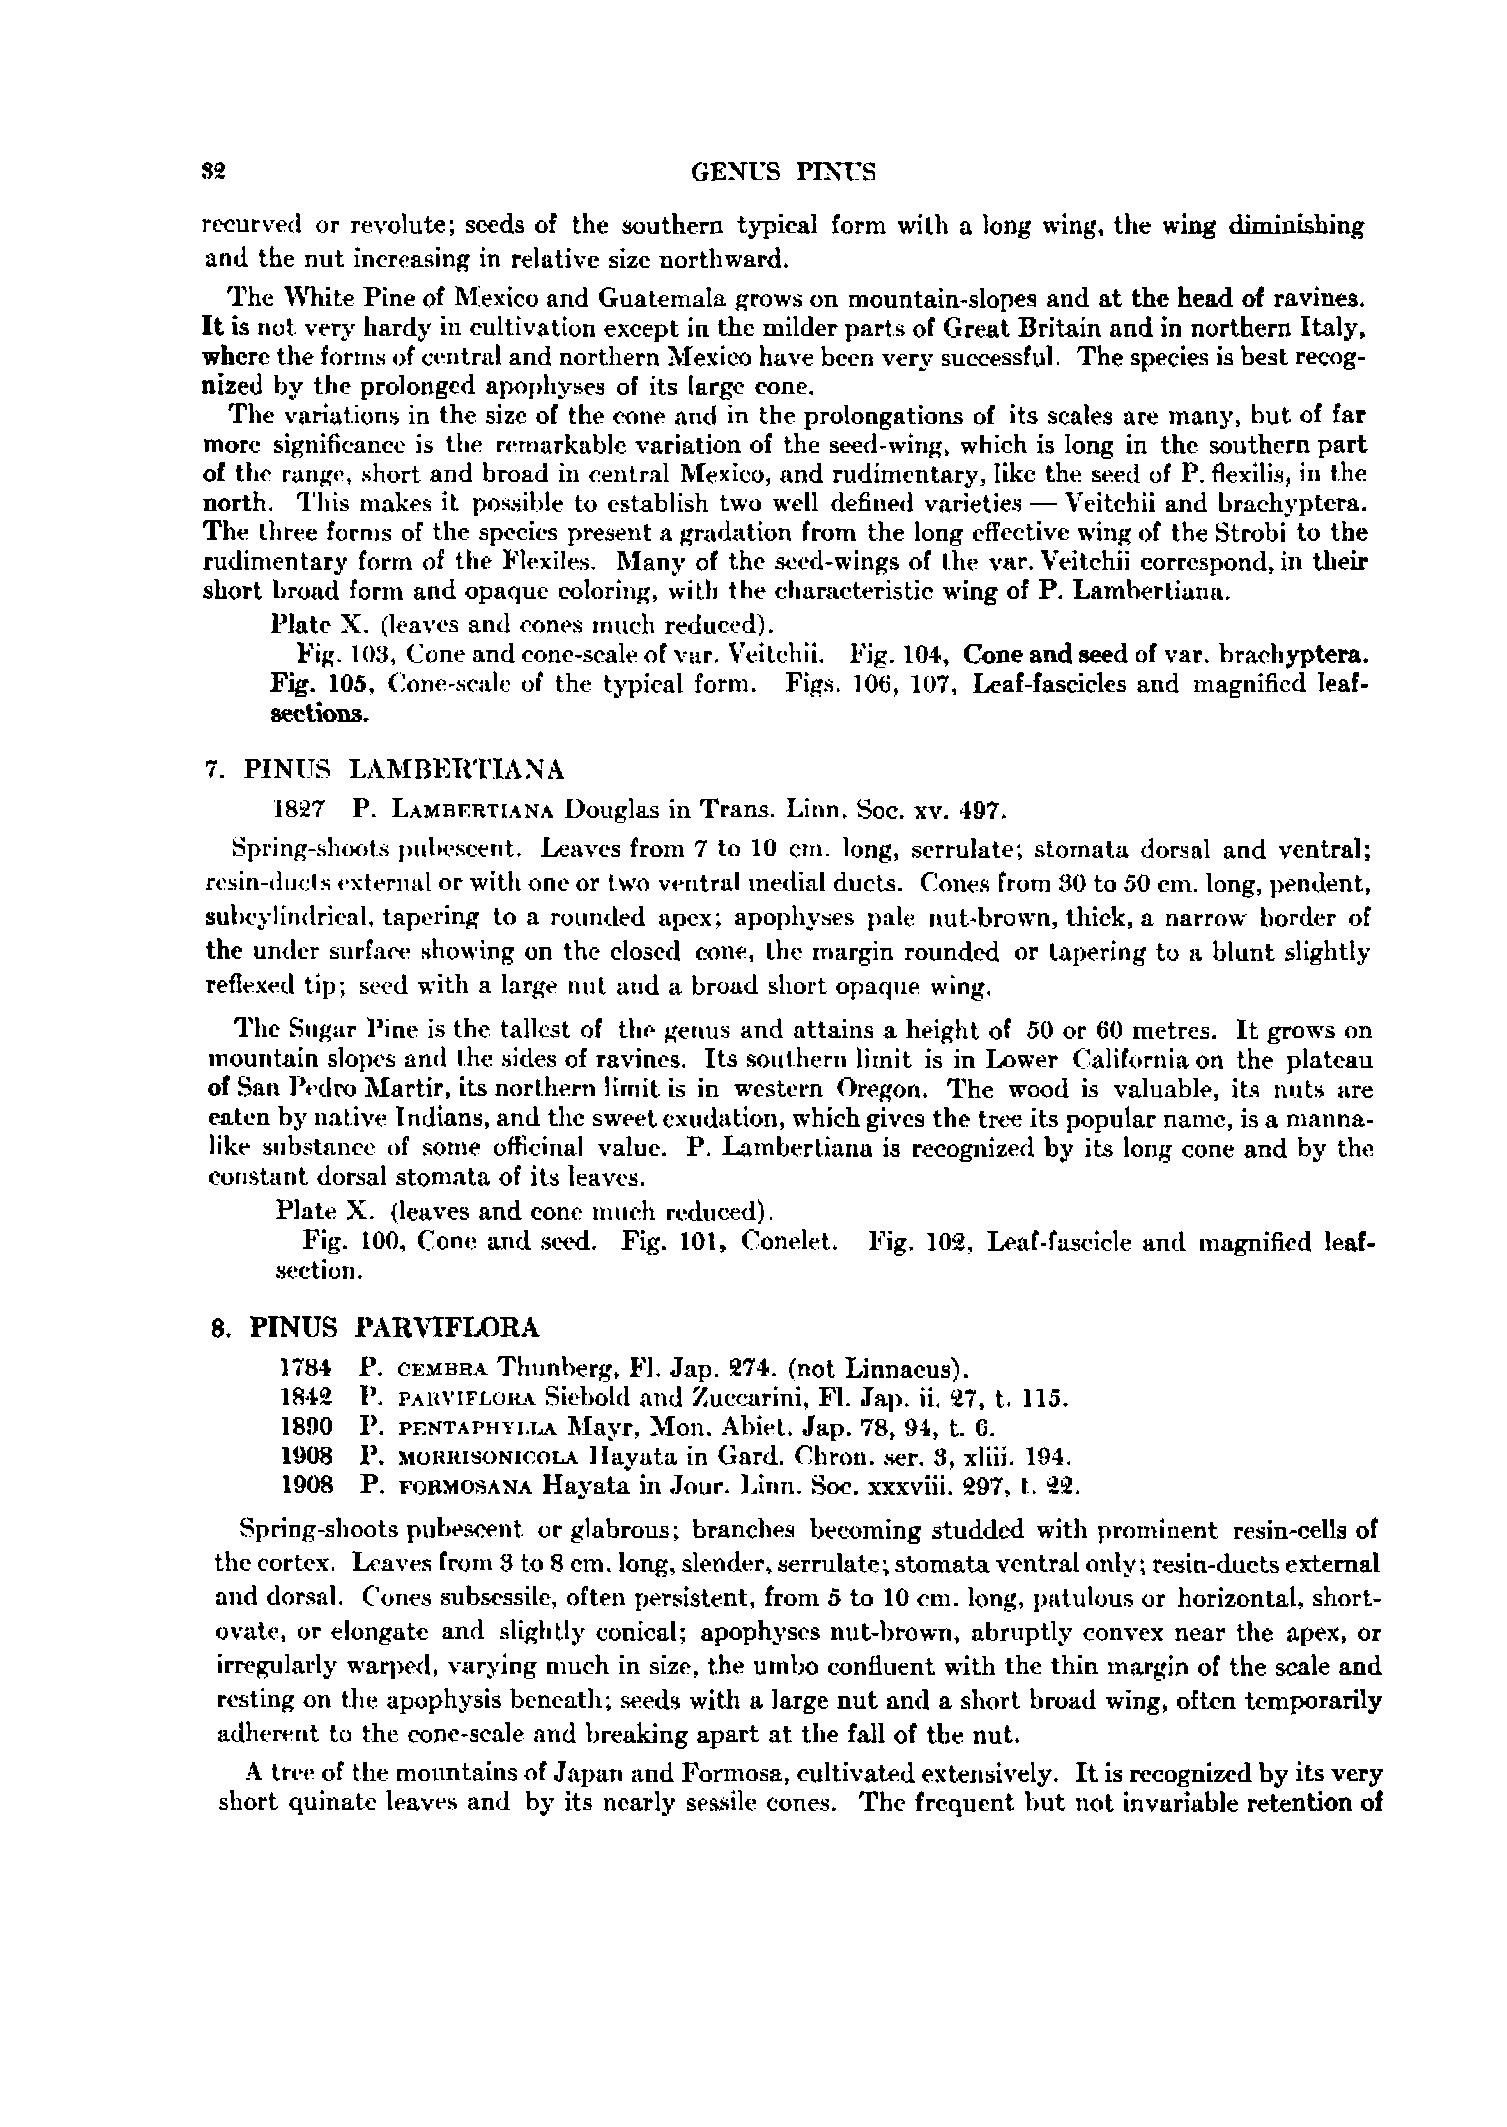 32 GENUS PINUS
recurved or revolute; seeds of the southern typical form with a long wing, the wing diminishing
and the nut increasing in relative size northward.
The White Pine of Mexico and Guatemala grows on mountain-slopes and at the head of ravines.
It is not very hardy in cultivation except in the milder parts of Great Britain and in northern Italy,
where the forms of central and northern Mexico have been very successful. The species is best recog-
nized by the prolonged apophyses of its large cone.
The variations in the size of the cone and in the prolongations of its scales are many, but of far
more significance is the remarkable variation of the seed-wing, which is long in the southern part
of the range, short and broad in central Mexico, and rudimentary, like the seed of P. flexilis, in the
north. This makes it possible to establish two well defined varieties — Veitchii and brachyptera.
The three forms of the species present a gradation from the long effective wing of the Strobi to the
rudimentary form of the Flexiles. Many of the seed-wings of the var. Veitchii correspond, in their
short broad form and opaque coloring, with the characteristic wing of P. Lambertiana.
Plate X. (leaves and cones much reduced).
Fig. 103, Cone and cone-scale of var. Veitchii. Fig. 104, Cone and seed of var. brachyptera.
Fig. 105, Cone-scale of the typical form. Figs. 106, 107, Leaf-fascicles and magnified leaf-
sections.
7. PINUS LAMBERTIANA
1827 P. LAMBERTIANA Douglas in Trans. Linn. Soc. xv. 497.
Spring-shoots pubescent. Leaves from 7 to 10 cm. long, serrulate; stomata dorsal and ventral;
resin-ducts external or with one or two ventral medial ducts. Cones from 30 to 50 cm. long, pendent,
subcylindrical, tapering to a rounded apex; apophyses pale nut-brown, thick, a narrow border of
the under surface showing on the closed cone, the margin rounded or tapering to a blunt slightly
reflexed tip; seed with a large nut and a broad short opaque wing.
The Sugar Pine is the tallest of the genus and attains a height of 50 or 60 metres. It grows on
mountain slopes and the sides of ravines. Its southern limit is in Lower California on the plateau
of San Pedro Martir, its northern limit is in western Oregon. The wood is valuable, its nuts are
eaten by native Indians, and the sweet exudation, which gives the tree its popular name, is a manna-
like substance of some officinal value. P. Lambertiana is recognized by its long cone and by the
constant dorsal stomata of its leaves.
Plate X. (leaves and cone much reduced).
Fig. 100, Cone and seed. Fig. 101, Conelet. Fig. 102, Leaf-fascicle and magnified leaf-
section.
8. PINUS PARVIFLORA
1784 P. CEMBRA Thunberg, Fl. Jap. 274. (not Linnaeus).
1842 P. PARVIFLORA Siebold and Zuccarini, Fl. Jap. ii. 27, t. 115.
1890 P. PENTAPHYLLA Mayr, Mon. Abiet. Jap. 78, 94, t. 6.
1908 P. MORRISONICOLA Hayata in Gard. Chron. ser. 3, xliii. 194.
1908 P. FORMOSANA Hayata in Jour. Linn. Soc. xxxviii. 297, t. 22.
Spring-shoots pubescent or glabrous; branches becoming studded with prominent resin-cells of
the cortex. Leaves from 3 to 8 cm. long, slender, serrulate; stomata ventral only; resin-ducts external
and dorsal. Cones subsessile, often persistent, from 5 to 10 cm. long, patulous or horizontal, short-
ovate, or elongate and slightly conical; apophyses nut-brown, abruptly convex near the apex, or
irregularly warped, varying much in size, the umbo confluent with the thin margin of the scale and
resting on the apophysis beneath; seeds with a large nut and a short broad wing, often temporarily
adherent to the cone-scale and breaking apart at the fall of the nut.
A tree of the mountains of Japan and Formosa, cultivated extensively. It is recognized by its very
short quinate leaves and by its nearly sessile cones. The frequent but not invariable retention of